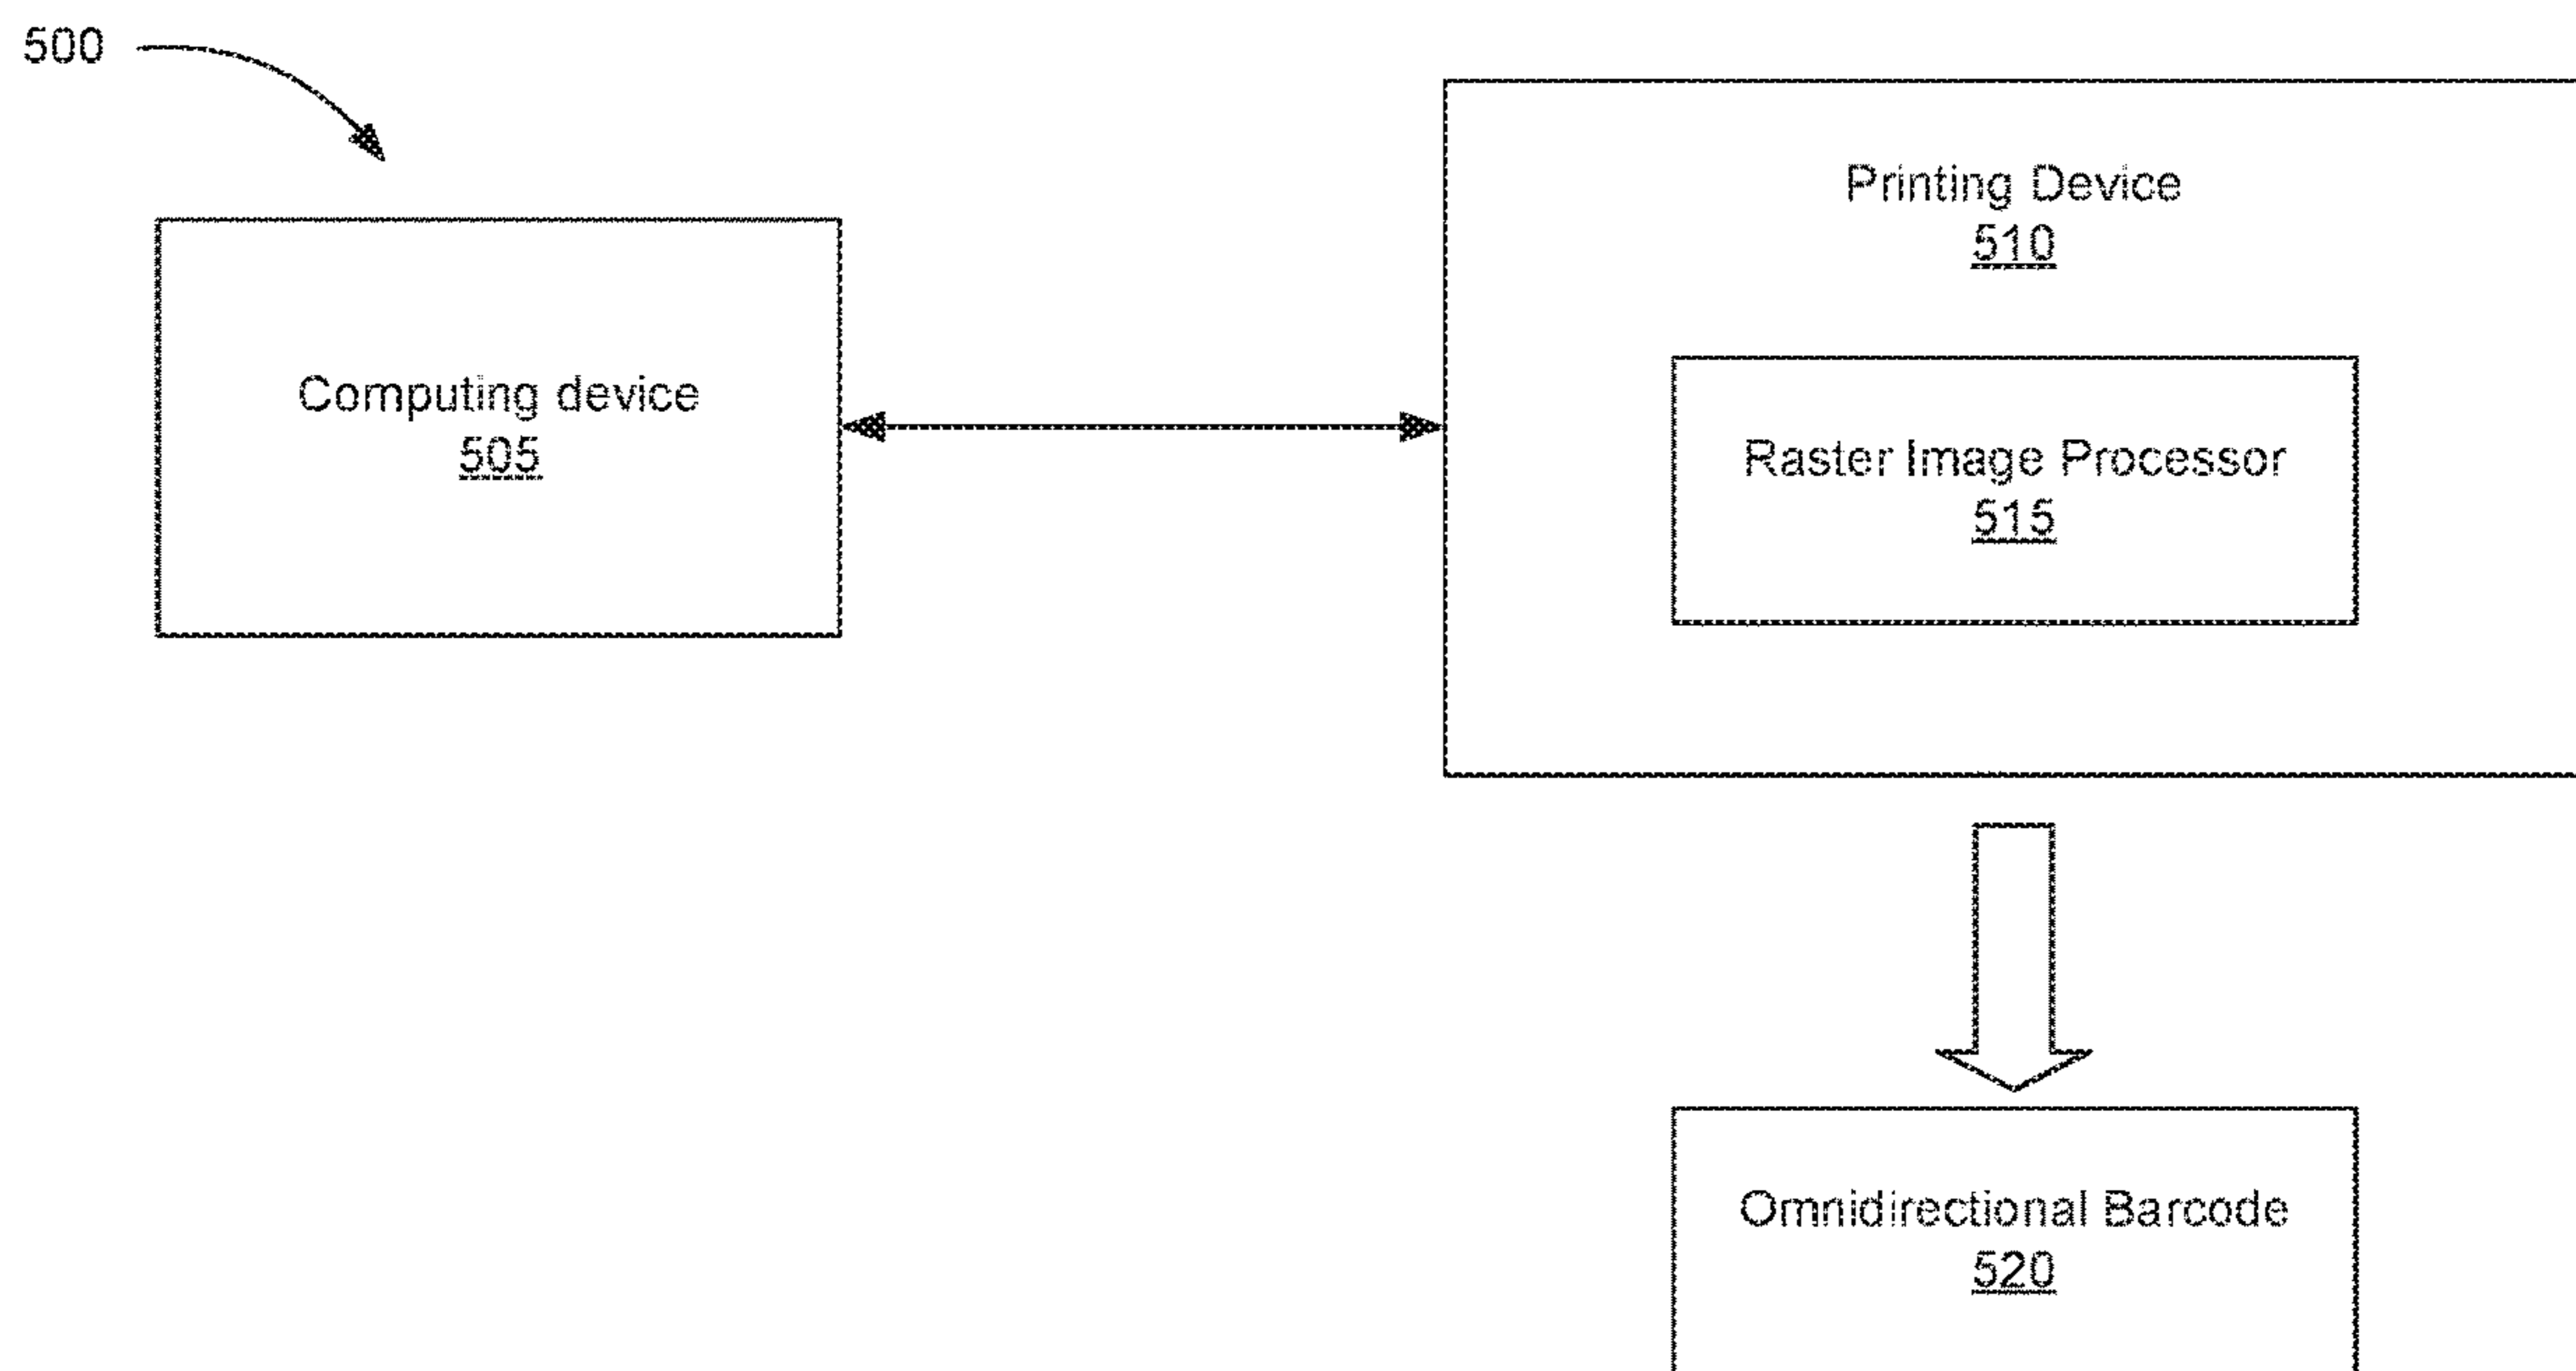 500
Printing Device
510
Computing device
505
Raster Image Processor
515
Omnidirectional Barcode
520